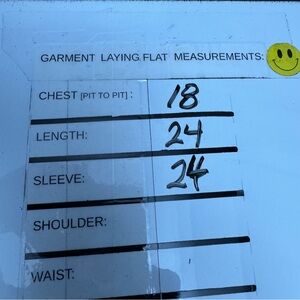 GARMENT LAYING FLAT MEASUREMENTS:
CHEST [PIT TO PIT] : 18
LENGTH: 24
SLEEVE: 24
SHOULDER:
WAIST: